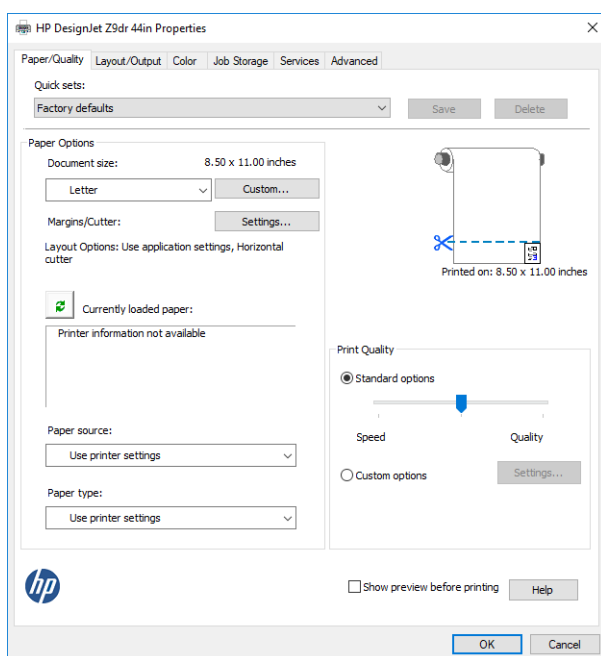 HP DesignJet Z9dr 44in Properties
Paper/Quality Layout/Output Color Job Storage Services Advanced
Quick sets:
Factory defaults
Save Delete
Paper Options
Document size: 8.50 x 11.00 inches
Letter Custom...
Margins/Cutter: Settings...
Layout Options: Use application settings, Horizontal
cutter
Printed on: 8.50 x 11.00 inches
Currently loaded paper:
Printer information not available
Print Quality
Standard options
Speed Quality
Custom options Settings...
Paper source:
Use printer settings
Paper type:
Use printer settings
hp
Show preview before printing Help
OK Cancel